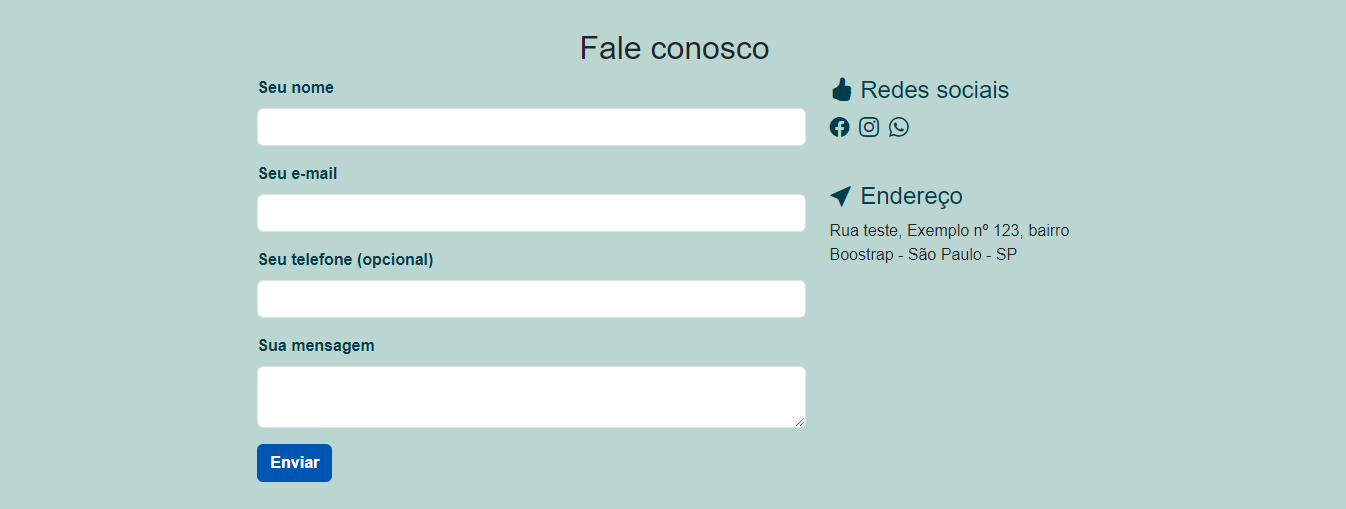 Fale conosco
Seu nome
Seu e-mail
Seu telefone (opcional)
Sua mensagem
Enviar
Redes sociais
Endereço
Rua teste, Exemplo nº 123, bairro
Boostrap - São Paulo - SP